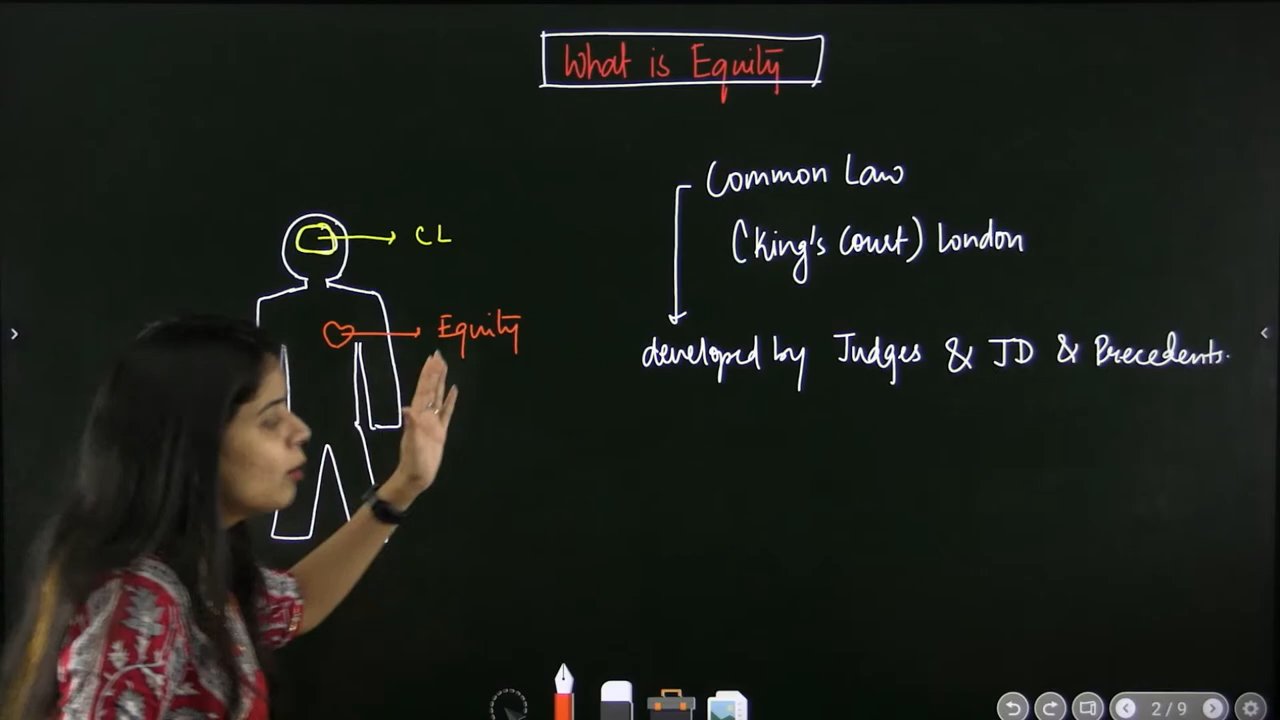 What is Equity
Common Law
(King's Court) London
developed by Judges & JD & Precedents.
CL
Equity
2/9